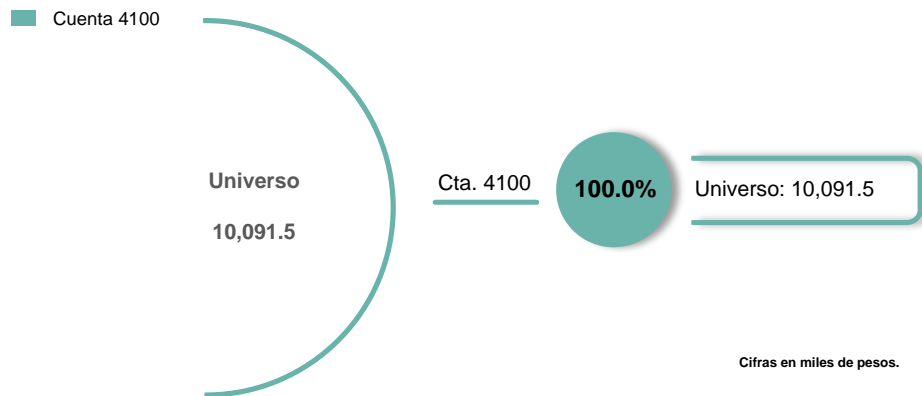 Cuenta 4100
Universo
10,091.5
Cta. 4100
100.0%
Universo: 10,091.5
Cifras en miles de pesos.